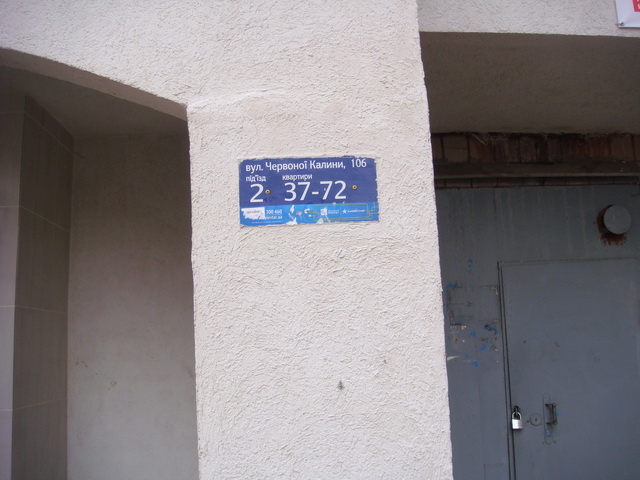 вул. Червоної Калини, 106
під'їзд квартири
2 37-72